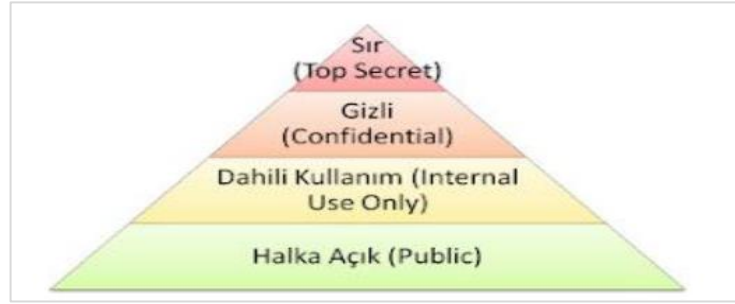 Sır
(Top Secret)
Gizli
(Confidential)
Dahili Kullanım (Internal
Use Only)
Halka Açık (Public)